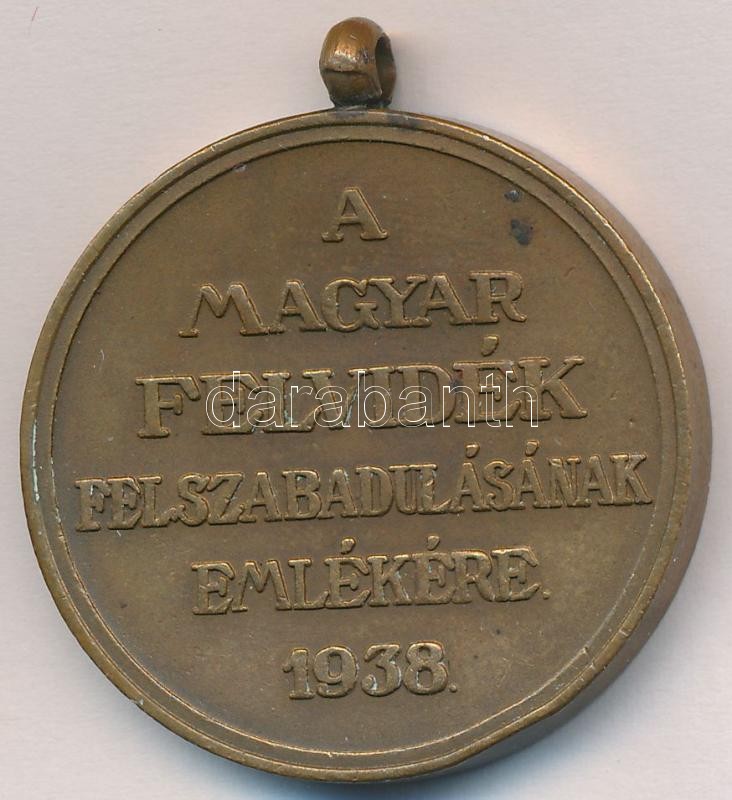 A
MAGYAR
FELVIDÉK
darabanth
FELSZABADULÁSÁNAK
EMLÉKÉRE.
1938.